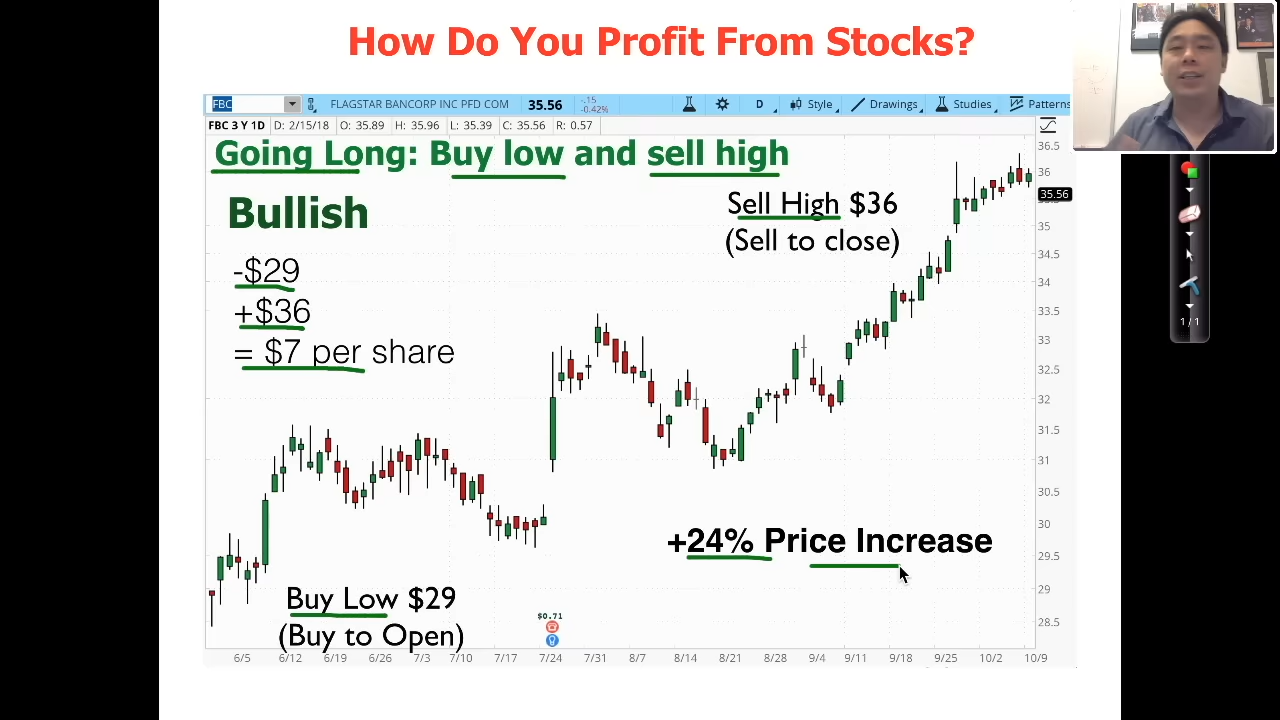 How Do You Profit From Stocks?
FBC FLAGSTAR BANCORP INC PFD COM 35.56 -.15 -0.42% D Style Drawings Studies Patterns
FBC 3 Y 1D D: 2/15/18 O: 35.89 H: 35.96 L: 35.39 C: 35.56 R: 0.57
Going Long: Buy low and sell high
Bullish
-$29
+$36
= $7 per share
Sell High $36
(Sell to close)
+24% Price Increase
Buy Low $29
(Buy to Open)
$0.71
36.5
36
35.56
35
34.5
34
33.5
33
32.5
32
31.5
31
30.5
30
29.5
29
28.5
6/5 6/12 6/19 6/26 7/3 7/10 7/17 7/24 7/31 8/7 8/14 8/21 8/28 9/4 9/11 9/18 9/25 10/2 10/9
1/1